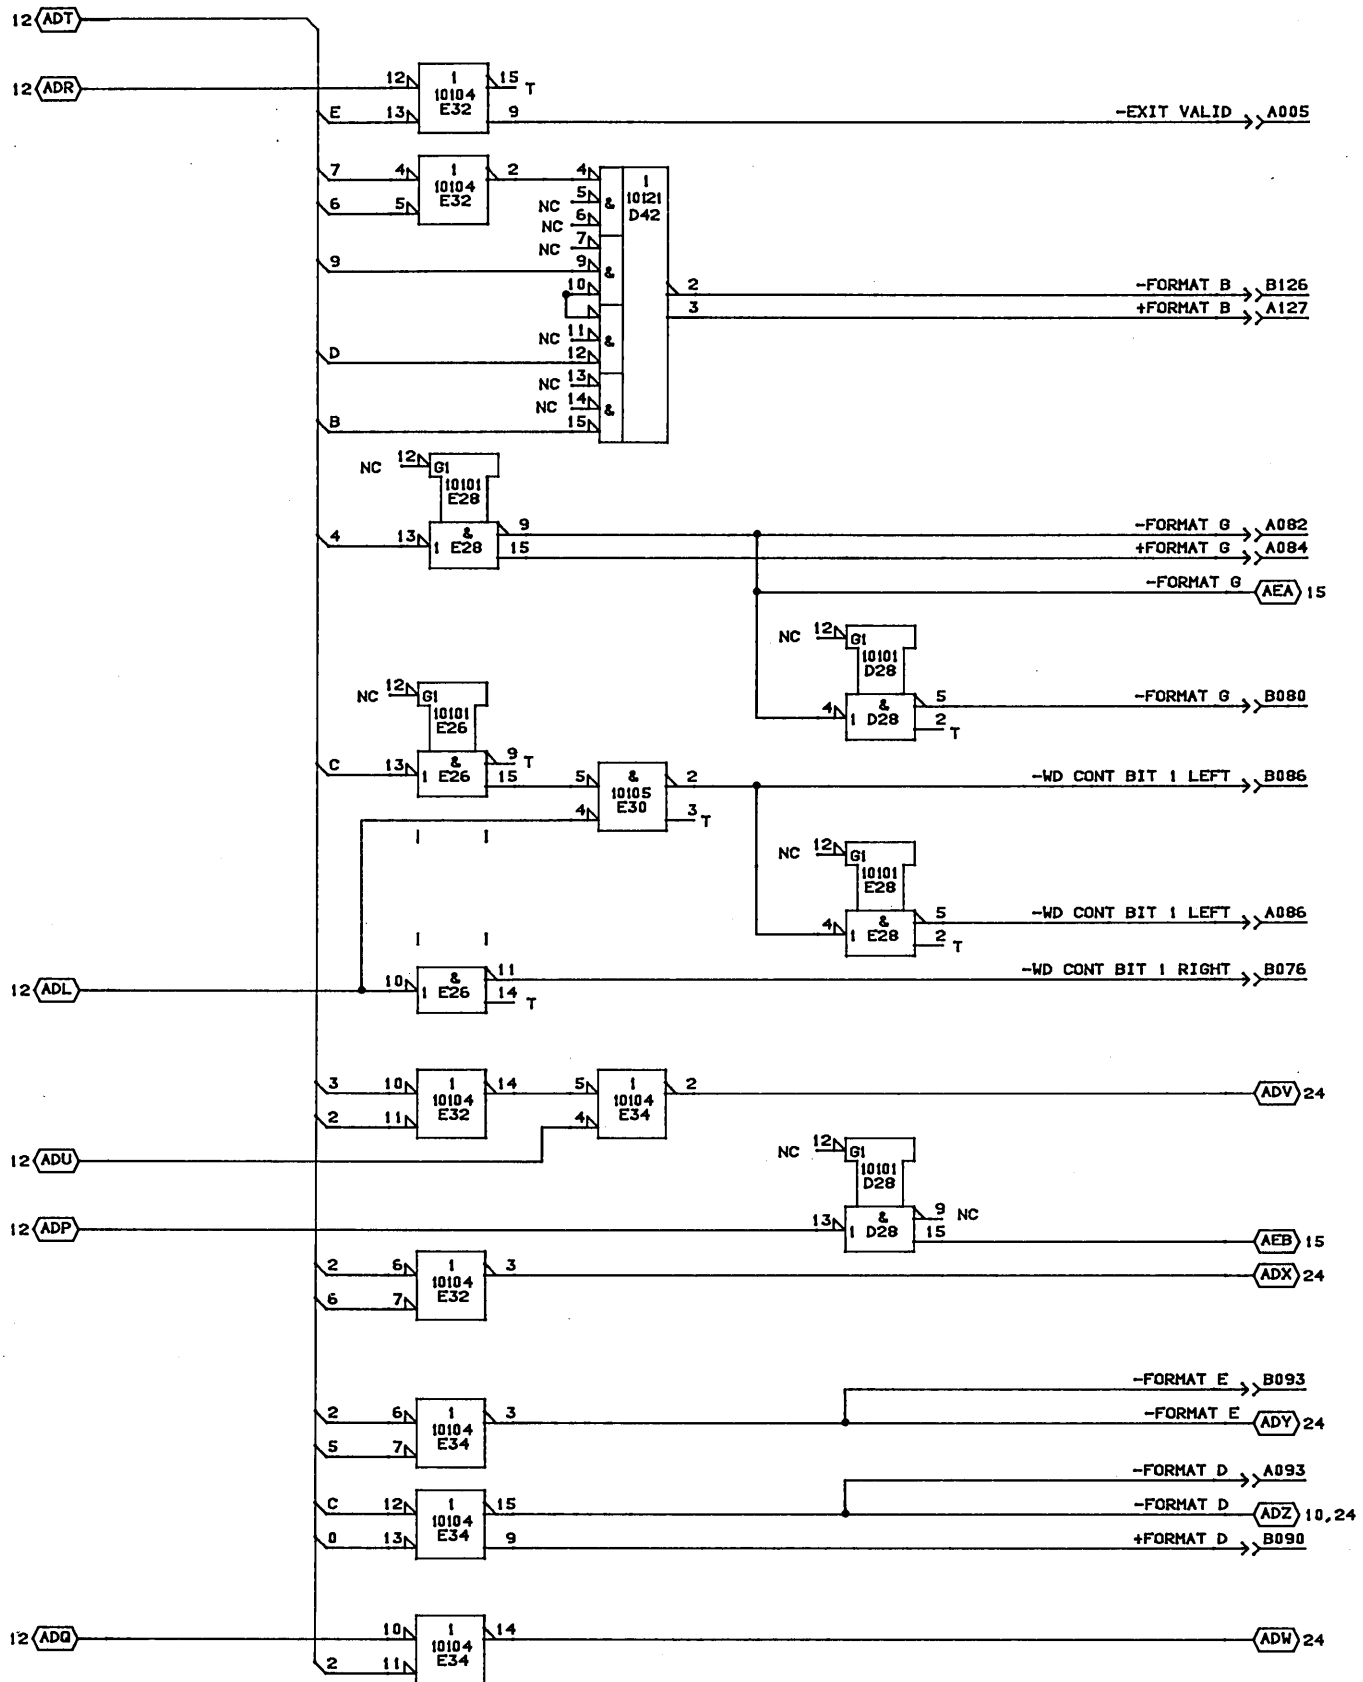 12 ADT
12 ADR
12 1 15 T
10104
E 13 E32 9 -EXIT VALID A005
7 4 1 2 4 1
10104 10121
6 5 E32 NC 5 & D42
NC 6
NC 7
9 9 &
10 2 -FORMAT B B126
3 +FORMAT B A127
NC 11 &
D 12
NC 13
NC 14 &
B 15
NC 12 G1
10101
E28
4 13 1 & E28 9 -FORMAT G A082
15 +FORMAT G A084
-FORMAT G AEA 15
NC 12 G1
10101
D28
4 1 & D28 5 -FORMAT G B080
2 T
NC 12 G1
10101
E26
C 13 1 & E26 9 T
15 5 & 2 -WD CONT BIT 1 LEFT B086
10105
4 E30 3 T
NC 12 G1
10101
E28
4 1 & E28 5 -WD CONT BIT 1 LEFT A086
2 T
12 ADL 10 1 & E26 11 -WD CONT BIT 1 RIGHT B076
14 T
3 10 1 14 5 1 2 ADV 24
10104 10104
2 11 E32 4 E34
12 ADU
NC 12 G1
10101
D28
12 ADP 13 1 & D28 9 NC
15 AEB 15
2 6 1 3 ADX 24
10104
6 7 E32
-FORMAT E B093
2 6 1 3 -FORMAT E ADY 24
10104
5 7 E34
-FORMAT D A093
C 12 1 15 -FORMAT D ADZ 10,24
10104
0 13 E34 9 +FORMAT D B090
12 ADQ 10 1 14 ADW 24
10104
2 11 E34